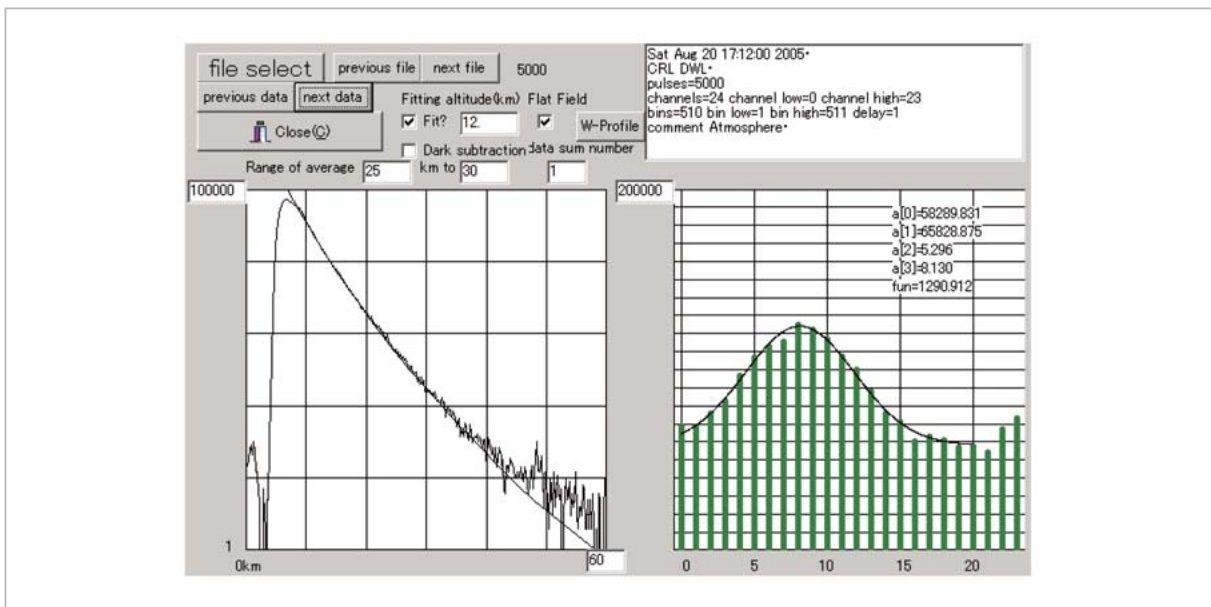 file select previous file next file 5000
previous data next data Fitting altitude(km) Flat Field
Close(C) Fit? 12. W-Profile
Dark subtraction data sum number
Range of average 25 km to 30 1
Sat Aug 20 17:12:00 2005・
CRL DWL・
pulses=5000
channels=24 channel low=0 channel high=23
bins=510 bin low=1 bin high=511 delay=1
comment Atmosphere・
100000
1
0km
60
200000
a[0]=58289.831
a[1]=65828.875
a[2]=5.296
a[3]=8.130
fun=1290.912
0 5 10 15 20